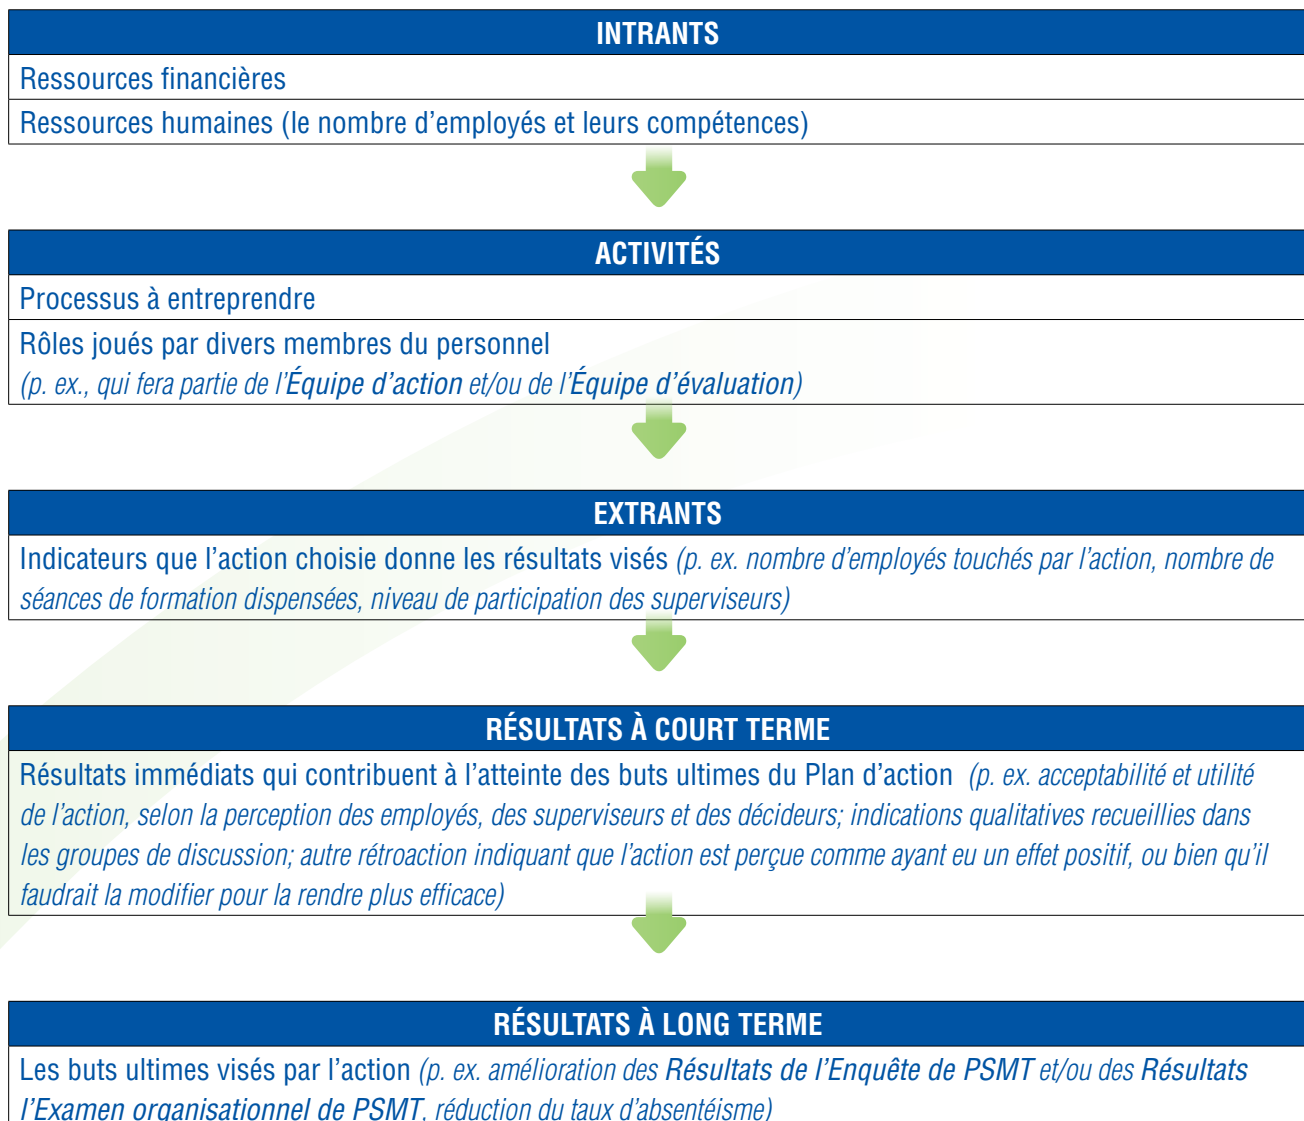 INTRANTS
Ressources financières
Ressources humaines (le nombre d’employés et leurs compétences)
ACTIVITÉS
Processus à entreprendre
Rôles joués par divers membres du personnel
(p. ex., qui fera partie de l’Équipe d’action et/ou de l’Équipe d’évaluation)
EXTRANTS
Indicateurs que l’action choisie donne les résultats visés (p. ex. nombre d’employés touchés par l’action, nombre de
séances de formation dispensées, niveau de participation des superviseurs)
RÉSULTATS À COURT TERME
Résultats immédiats qui contribuent à l’atteinte des buts ultimes du Plan d’action (p. ex. acceptabilité et utilité
de l’action, selon la perception des employés, des superviseurs et des décideurs; indications qualitatives recueillies dans
les groupes de discussion; autre rétroaction indiquant que l’action est perçue comme ayant eu un effet positif, ou bien qu’il
faudrait la modifier pour la rendre plus efficace)
RÉSULTATS À LONG TERME
Les buts ultimes visés par l’action (p. ex. amélioration des Résultats de l’Enquête de PSMT et/ou des Résultats
l’Examen organisationnel de PSMT, réduction du taux d’absentéisme)